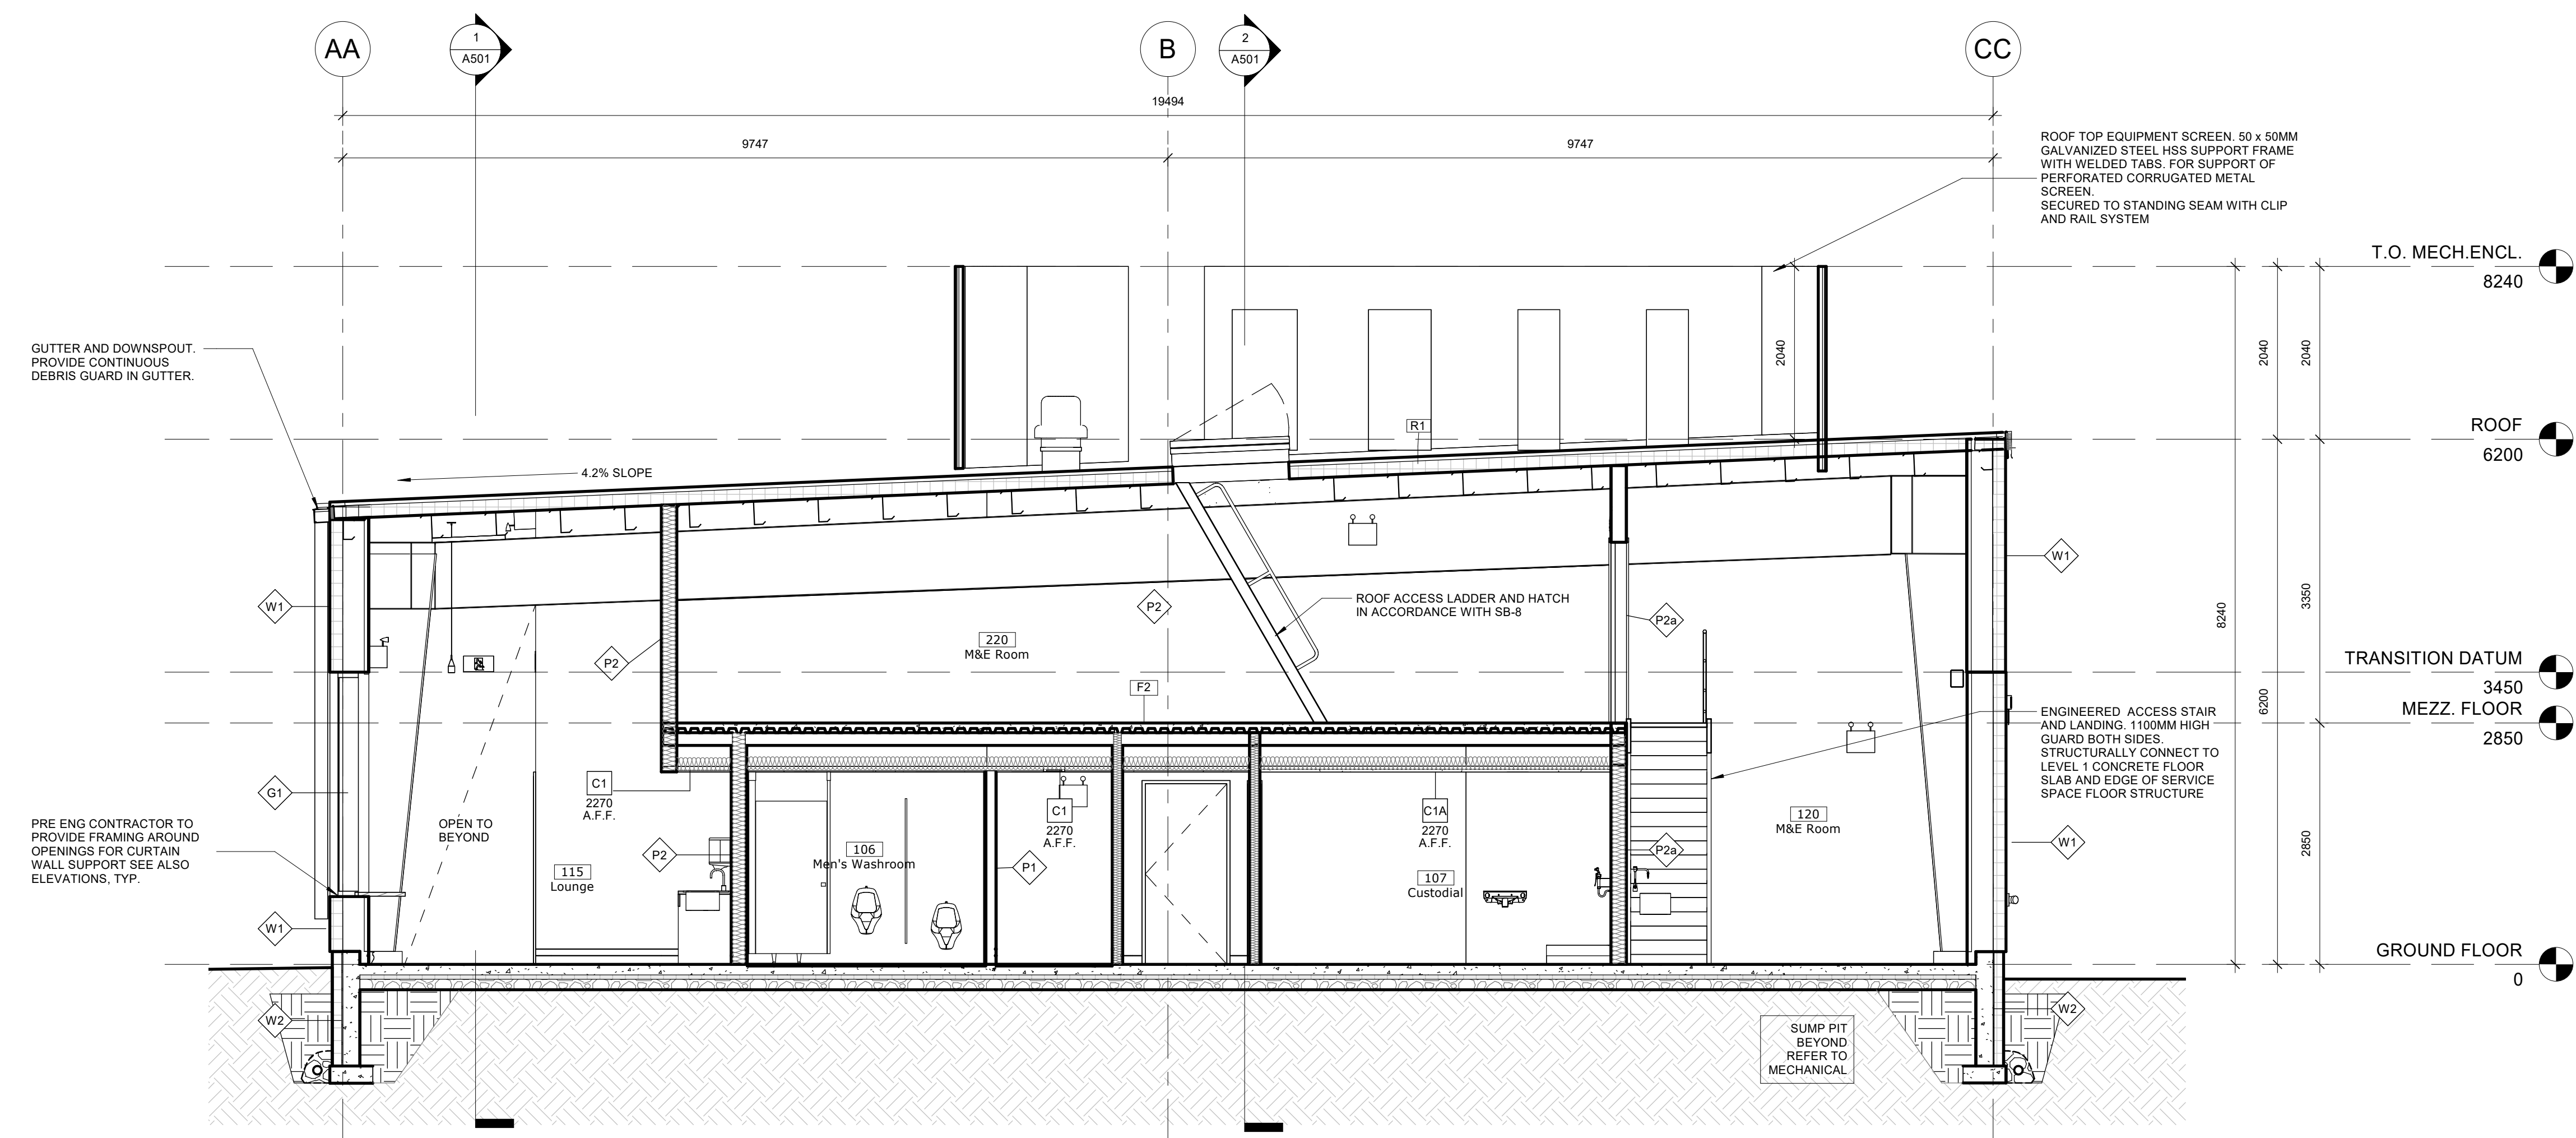 AA
1
A501
B
2
A501
CC
19494
9747
9747
ROOF TOP EQUIPMENT SCREEN. 50 x 50MM
GALVANIZED STEEL HSS SUPPORT FRAME
WITH WELDED TABS. FOR SUPPORT OF
PERFORATED CORRUGATED METAL
SCREEN.
SECURED TO STANDING SEAM WITH CLIP
AND RAIL SYSTEM
T.O. MECH.ENCL.
8240
GUTTER AND DOWNSPOUT.
PROVIDE CONTINUOUS
DEBRIS GUARD IN GUTTER.
2040
2040
2040
R1
ROOF
6200
4.2% SLOPE
W1
W1
P2
P2
ROOF ACCESS LADDER AND HATCH
IN ACCORDANCE WITH SB-8
P2a
8240
3350
220
M&E Room
F2
TRANSITION DATUM
3450
6200
MEZZ. FLOOR
2850
ENGINEERED ACCESS STAIR
AND LANDING. 1100MM HIGH
GUARD BOTH SIDES.
STRUCTURALLY CONNECT TO
LEVEL 1 CONCRETE FLOOR
SLAB AND EDGE OF SERVICE
SPACE FLOOR STRUCTURE
G1
C1
2270
A.F.F.
C1
2270
A.F.F.
C1A
2270
A.F.F.
120
M&E Room
PRE ENG CONTRACTOR TO
PROVIDE FRAMING AROUND
OPENINGS FOR CURTAIN
WALL SUPPORT SEE ALSO
ELEVATIONS, TYP.
OPEN TO
BEYOND
P2
106
Men's Washroom
P1
P2a
W1
2850
115
Lounge
107
Custodial
W1
GROUND FLOOR
0
W2
W2
SUMP PIT
BEYOND
REFER TO
MECHANICAL